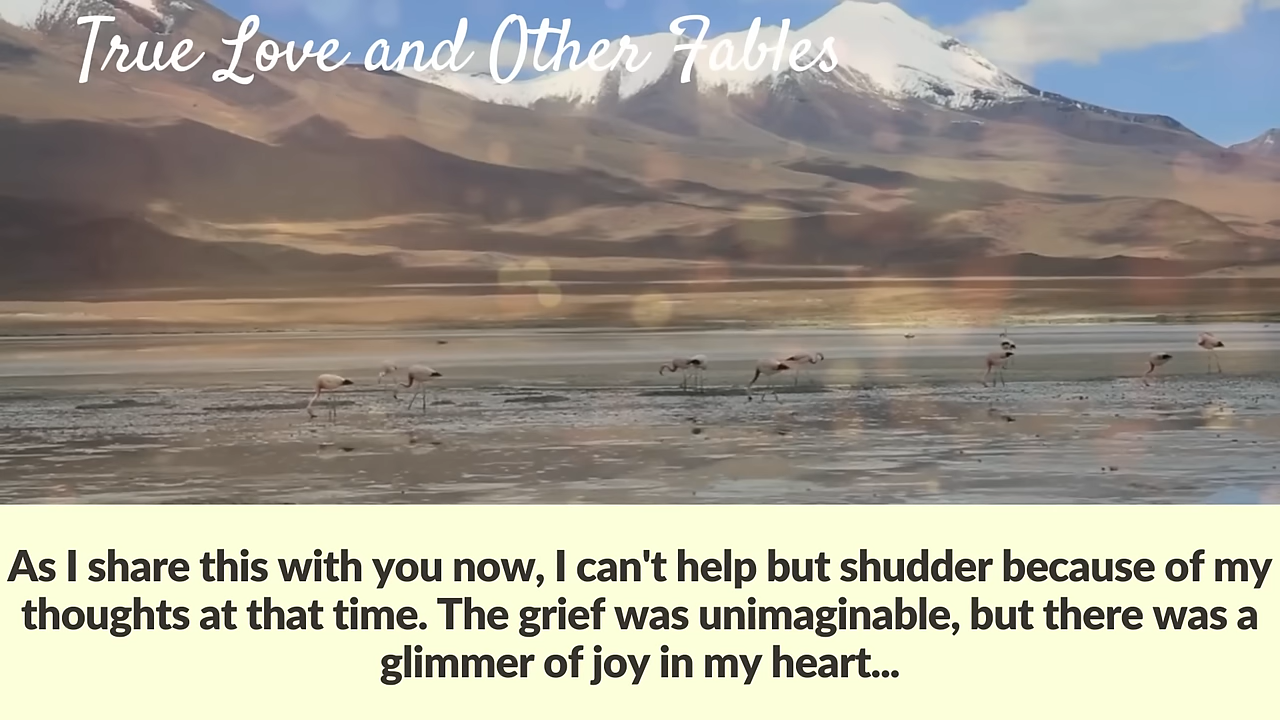 True Love and Other Fables
As I share this with you now, I can't help but shudder because of my
thoughts at that time. The grief was unimaginable, but there was a
glimmer of joy in my heart...